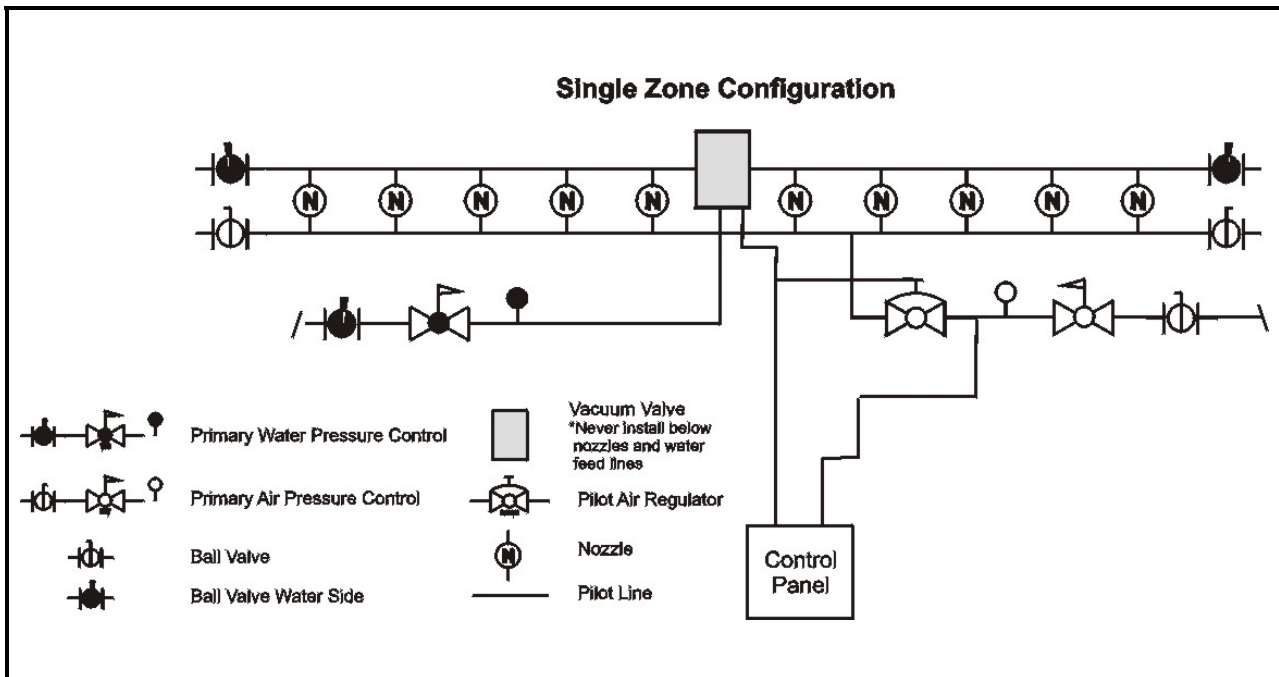 Single Zone Configuration
N N N N N N N N N N
Primary Water Pressure Control
Primary Air Pressure Control
Ball Valve
Ball Valve Water Side
Vacuum Valve
*Never install below
nozzles and water
feed lines
Pilot Air Regulator
N
Nozzle
Pilot Line
Control
Panel